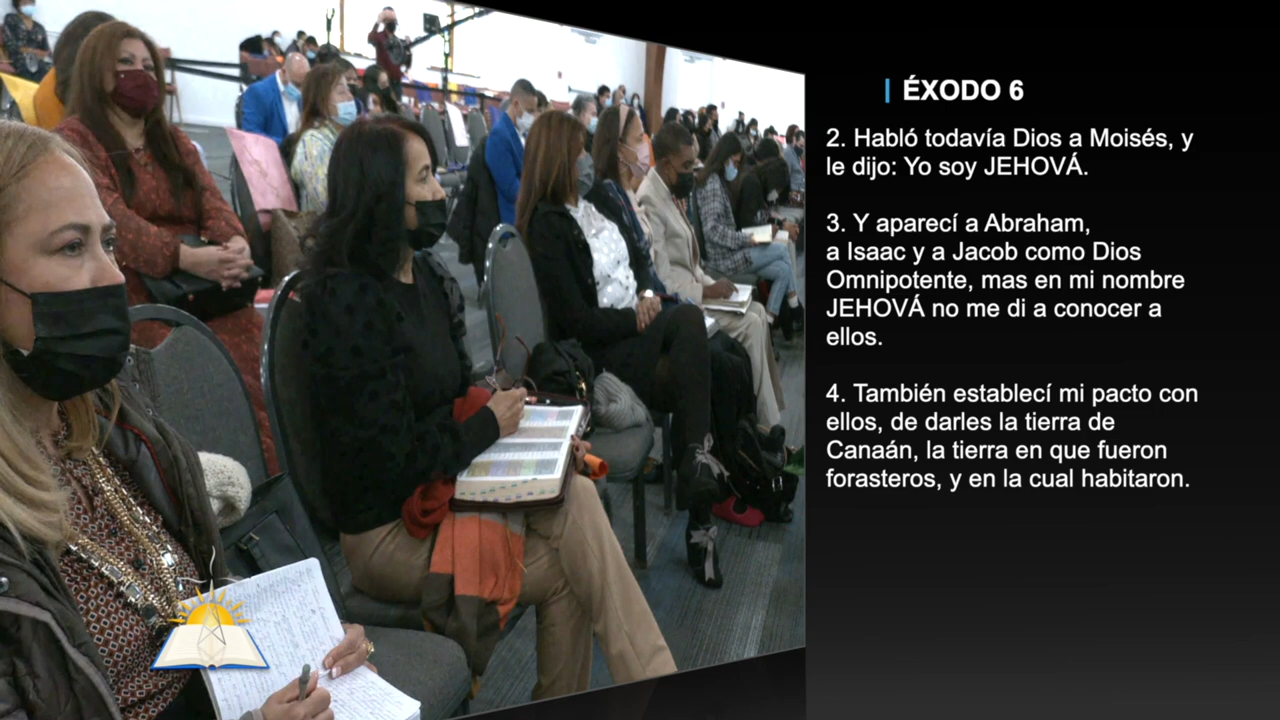 ÉXODO 6
2. Habló todavía Dios a Moisés, y
le dijo: Yo soy JEHOVÁ.
3. Y aparecí a Abraham,
a Isaac y a Jacob como Dios
Omnipotente, mas en mi nombre
JEHOVÁ no me di a conocer a
ellos.
4. También establecí mi pacto con
ellos, de darles la tierra de
Canaán, la tierra en que fueron
forasteros, y en la cual habitaron.